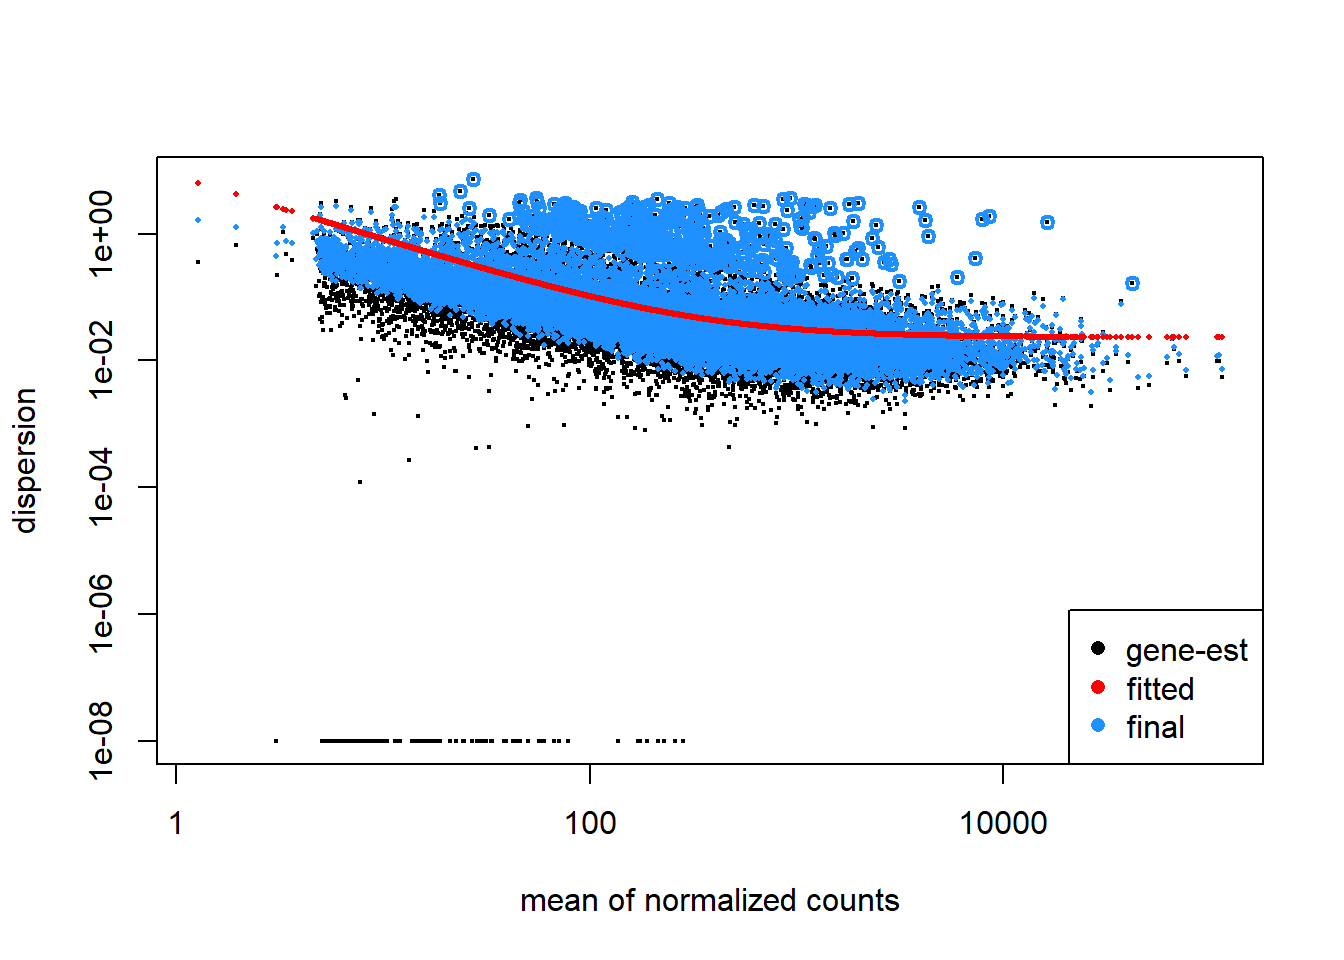 1e+00
1e-02
1e-04
1e-06
1e-08
dispersion
gene-est
fitted
final
1
100
10000
mean of normalized counts